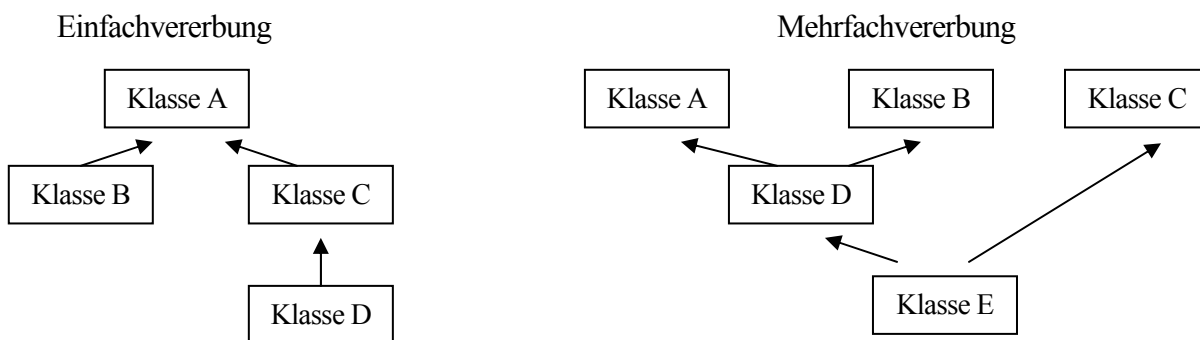 Einfachvererbung
Klasse A
Klasse B
Klasse C
Klasse D
Mehrfachvererbung
Klasse A
Klasse B
Klasse C
Klasse D
Klasse E